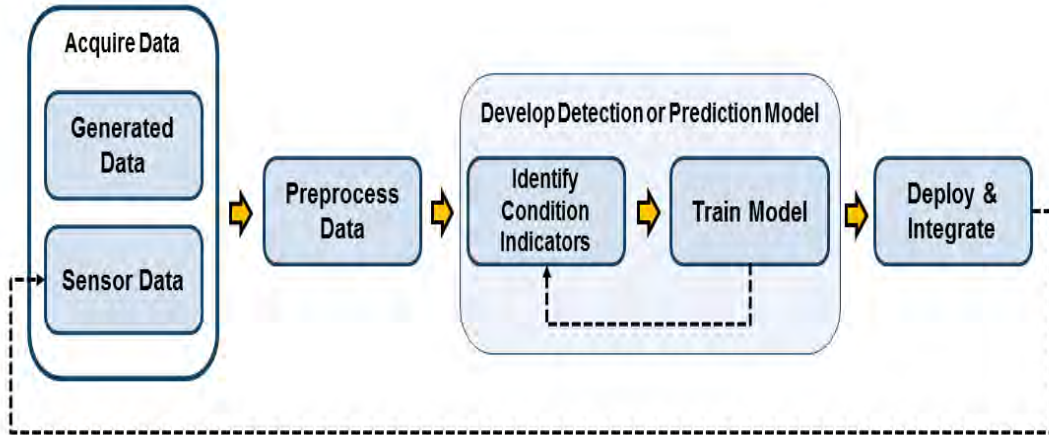 Acquire Data
Generated
Data
Sensor Data
Preprocess
Data
Develop Detection or Prediction Model
Identify
Condition
Indicators
Train Model
Deploy &
Integrate